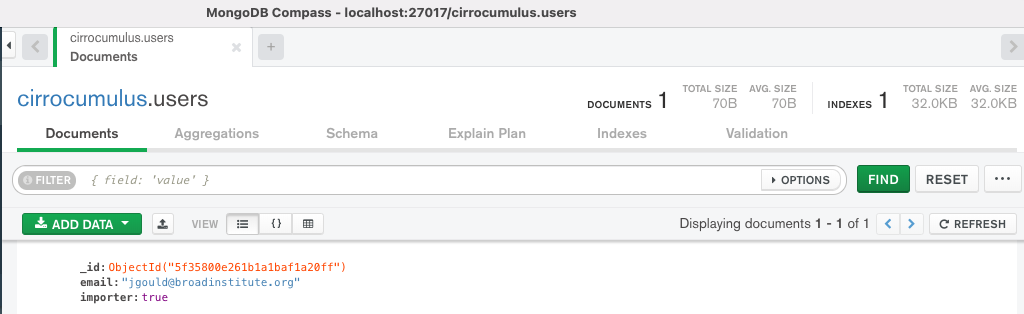 MongoDB Compass - localhost:27017/cirrocumulus.users
cirrocumulus.users
Documents
cirrocumulus.users
DOCUMENTS 1 TOTAL SIZE 70B AVG. SIZE 70B INDEXES 1 TOTAL SIZE 32.0KB AVG. SIZE 32.0KB
Documents Aggregations Schema Explain Plan Indexes Validation
FILTER { field: 'value' } OPTIONS FIND RESET ...
ADD DATA VIEW {} Displaying documents 1 - 1 of 1 < > REFRESH
_id: ObjectId("5f35800e261b1a1baf1a20ff")
email: "jgould@broadinstitute.org"
importer: true